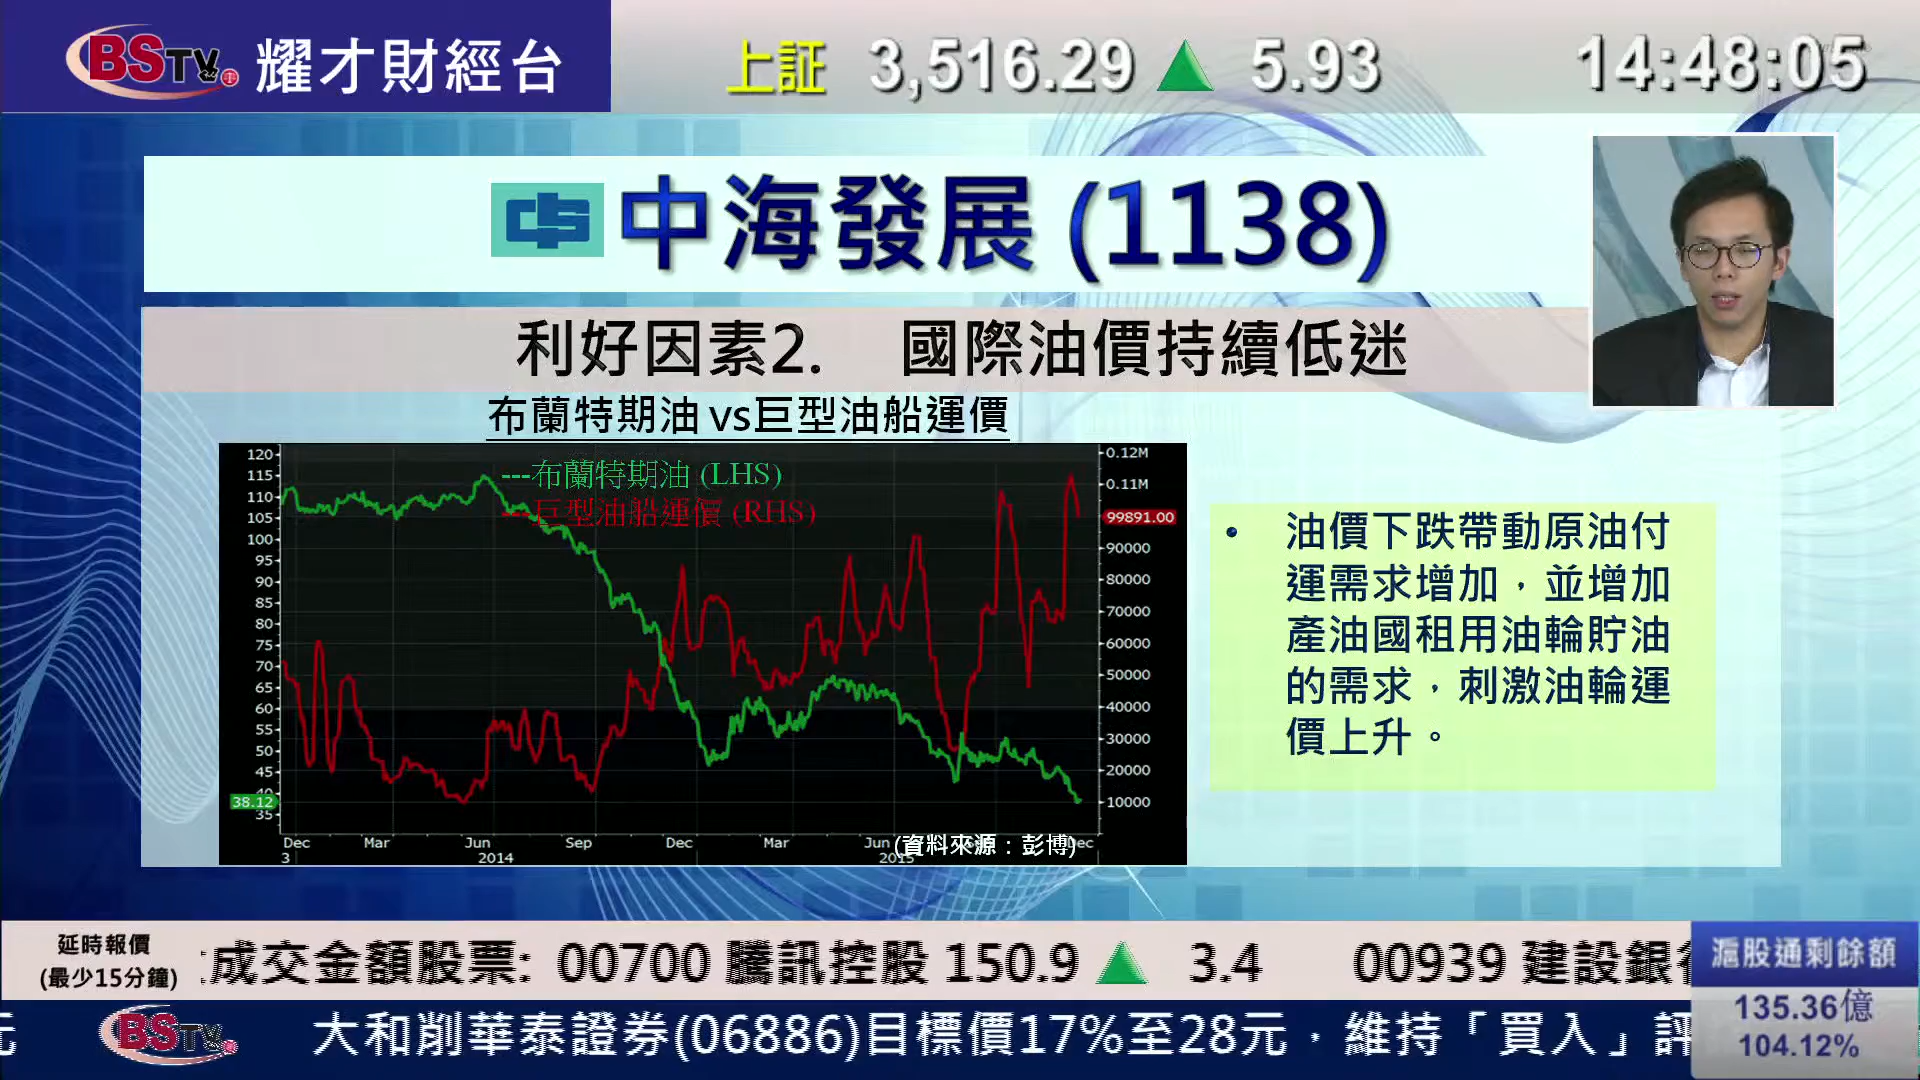 BSTV 耀才財經台
上証 3,516.29 ▲ 5.93
14:48:05
中海發展 (1138)
利好因素2. 國際油價持續低迷
布蘭特期油 vs巨型油船運價
---布蘭特期油 (LHS)
---巨型油船運價 (RHS)
120
115
110
105
100
95
90
85
80
75
70
65
60
55
50
45
40
38.12
35
0.12M
0.11M
99891.00
90000
80000
70000
60000
50000
40000
30000
20000
10000
Dec Mar Jun Sep Dec Mar Jun Dec
3 2014 2015
(資料來源：彭博)
• 油價下跌帶動原油付
運需求增加，並增加
產油國租用油輪貯油
的需求，刺激油輪運
價上升。
延時報價
(最少15分鐘)
成交金額股票: 00700 騰訊控股 150.9 ▲ 3.4 00939 建設銀
滬股通剩餘額
135.36億
104.12%
元 BSTV 大和削華泰證券(06886)目標價17%至28元，維持「買入」評